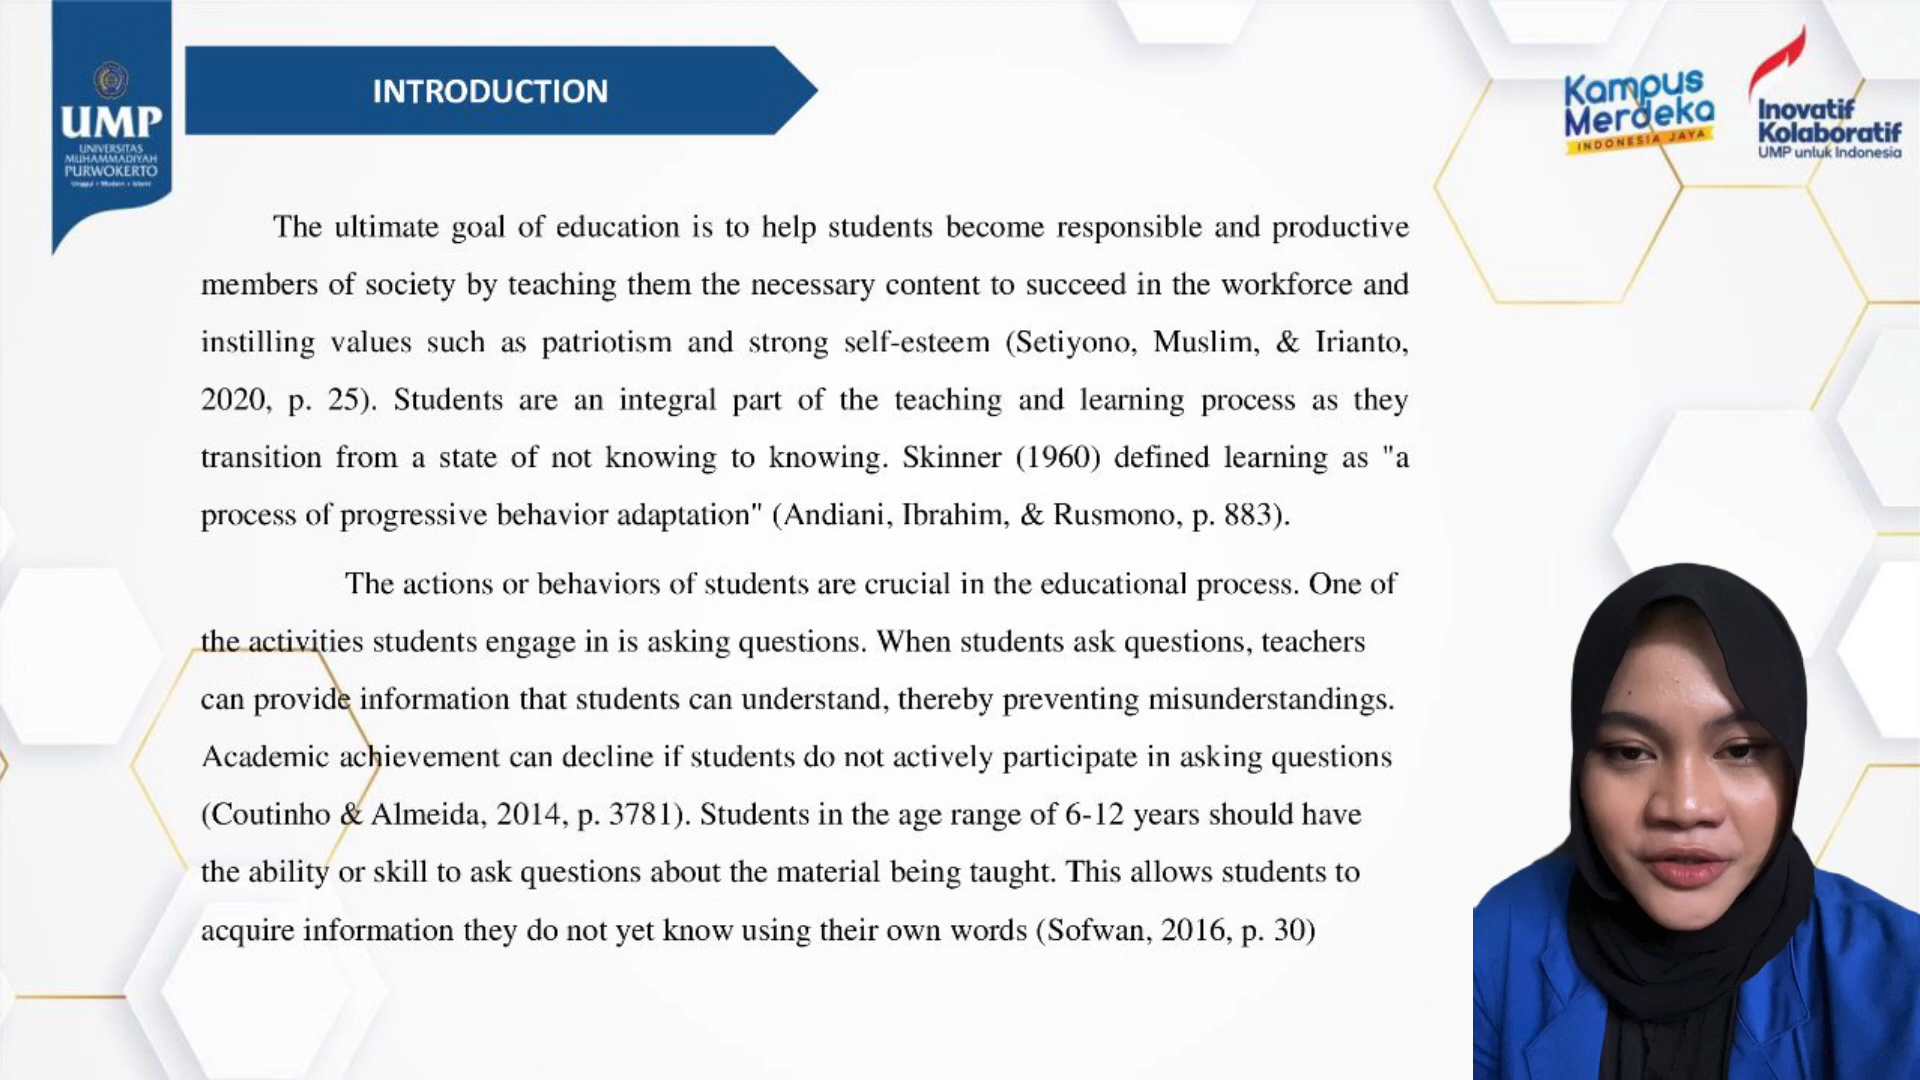 INTRODUCTION
UMP
UNIVERSITAS
MUHAMMADIYAH
PURWOKERTO
Unggul • Modern • Islami
Kampus
Merdeka
INDONESIA JAYA
Inovatif
Kolaboratif
UMP untuk Indonesia
The ultimate goal of education is to help students become responsible and productive
members of society by teaching them the necessary content to succeed in the workforce and
instilling values such as patriotism and strong self-esteem (Setiyono, Muslim, & Irianto,
2020, p. 25). Students are an integral part of the teaching and learning process as they
transition from a state of not knowing to knowing. Skinner (1960) defined learning as "a
process of progressive behavior adaptation" (Andiani, Ibrahim, & Rusmono, p. 883).
The actions or behaviors of students are crucial in the educational process. One of
the activities students engage in is asking questions. When students ask questions, teachers
can provide information that students can understand, thereby preventing misunderstandings.
Academic achievement can decline if students do not actively participate in asking questions
(Coutinho & Almeida, 2014, p. 3781). Students in the age range of 6-12 years should have
the ability or skill to ask questions about the material being taught. This allows students to
acquire information they do not yet know using their own words (Sofwan, 2016, p. 30)